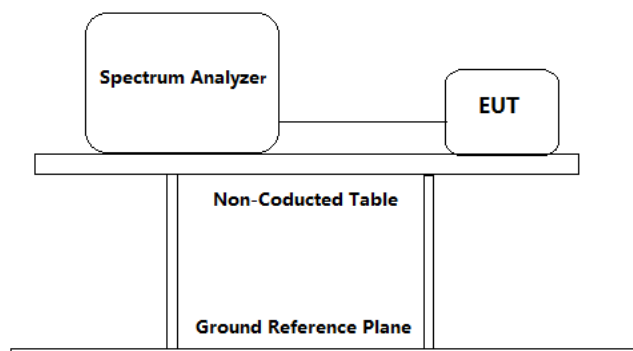 Spectrum Analyzer
EUT
Non-Coducted Table
Ground Reference Plane